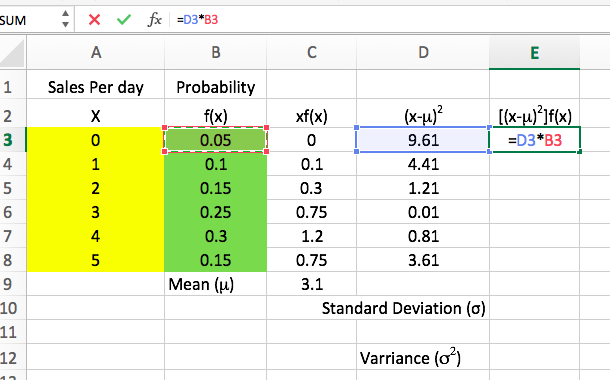 SUM fx =D3*B3
A B C D E
1 Sales Per day Probability
2 X f(x) xf(x) (x-μ)² [(x-μ)²]f(x)
3 0 0.05 0 9.61 =D3*B3
4 1 0.1 0.1 4.41
5 2 0.15 0.3 1.21
6 3 0.25 0.75 0.01
7 4 0.3 1.2 0.81
8 5 0.15 0.75 3.61
9 Mean (μ) 3.1
10 Standard Deviation (σ)
11
12 Varriance (σ²)